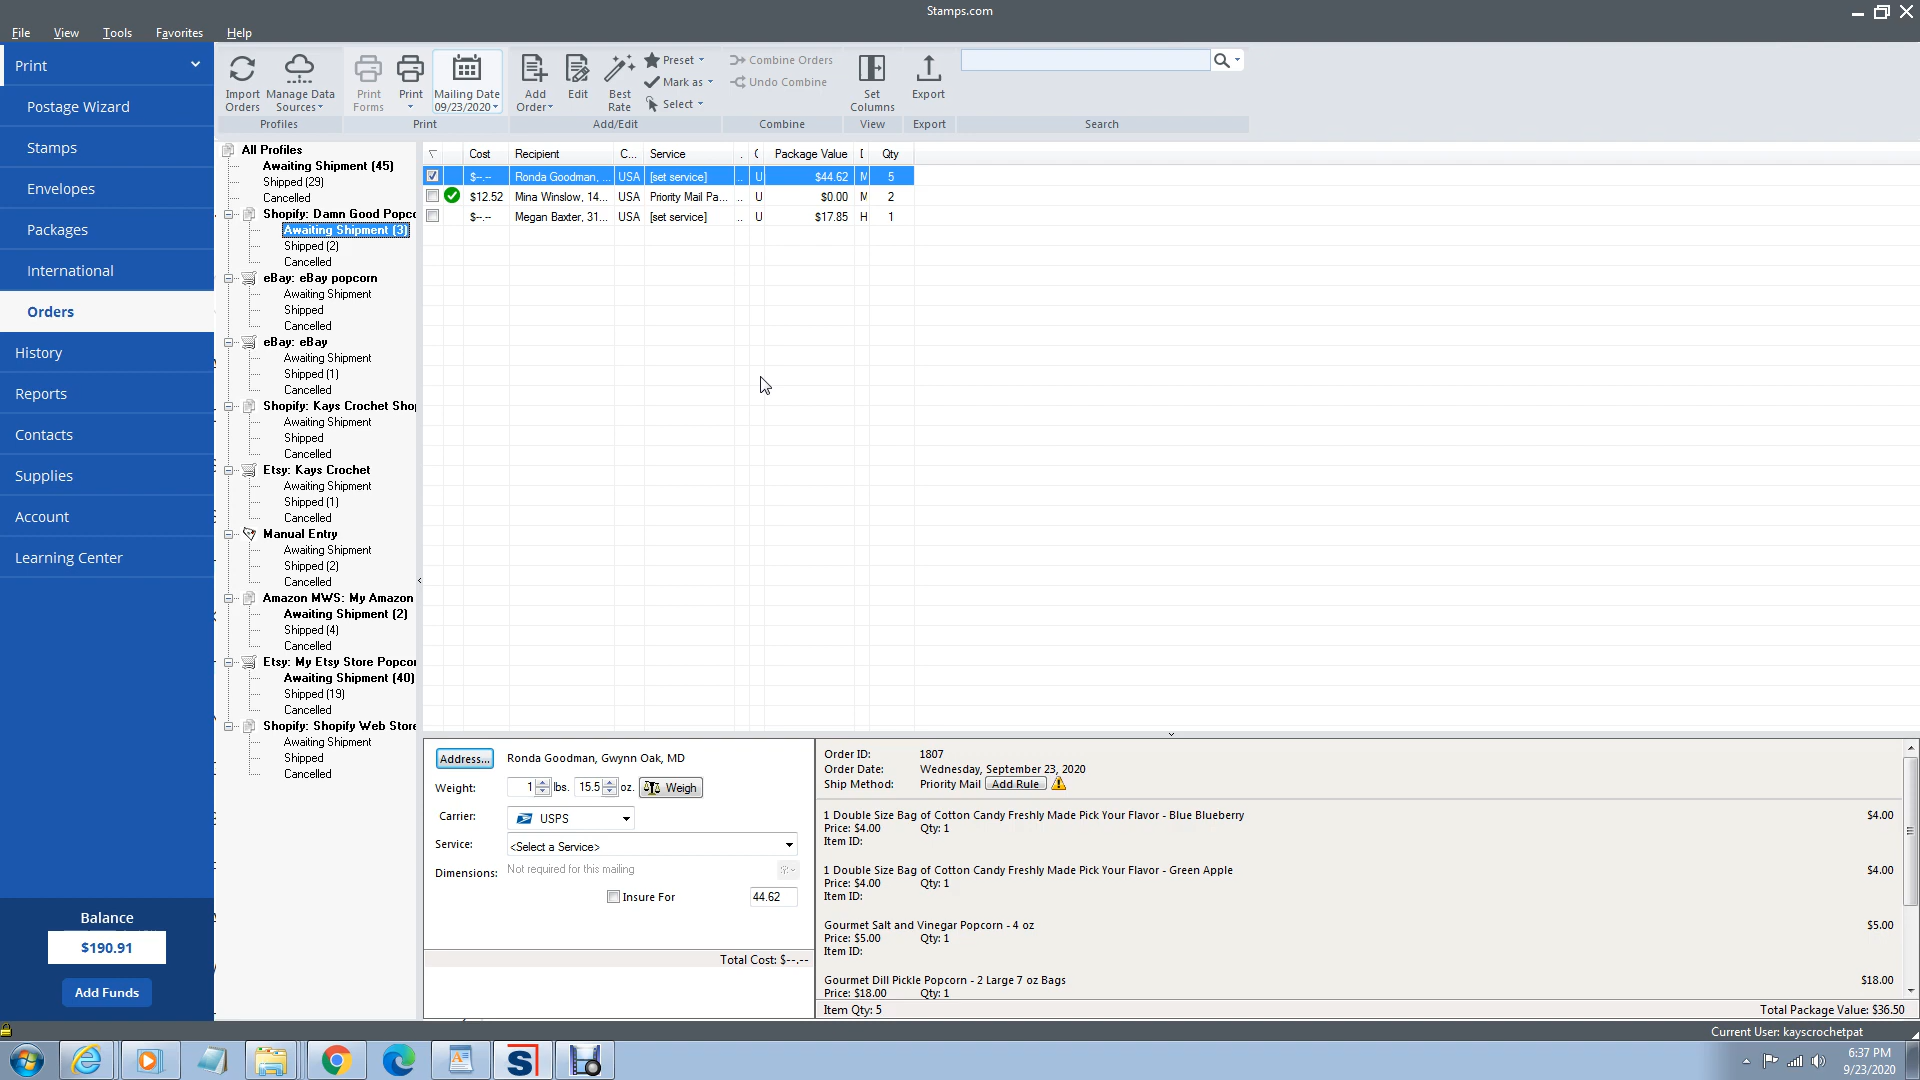 Stamps.com
File View Tools Favorites Help
Print
Postage Wizard
Stamps
Envelopes
Packages
International
Orders
History
Reports
Contacts
Supplies
Account
Learning Center
Balance
$190.91
Add Funds
Import Orders
Manage Data Sources
Profiles
Print Forms
Print
Mailing Date 09/23/2020
Print
Add Order
Edit
Best Rate
Preset
Mark as
Select
Add/Edit
Combine Orders
Undo Combine
Combine
Set Columns
View
Export
Export
Search
All Profiles
Awaiting Shipment (45)
Shipped (29)
Cancelled
Shopify: Damn Good Popco
Awaiting Shipment (3)
Shipped (2)
Cancelled
eBay: eBay popcorn
Awaiting Shipment
Shipped
Cancelled
eBay: eBay
Awaiting Shipment
Shipped (1)
Cancelled
Shopify: Kays Crochet Shop
Awaiting Shipment
Shipped
Cancelled
Etsy: Kays Crochet
Awaiting Shipment
Shipped (1)
Cancelled
Manual Entry
Awaiting Shipment
Shipped (2)
Cancelled
Amazon MWS: My Amazon
Awaiting Shipment (2)
Shipped (4)
Cancelled
Etsy: My Etsy Store Popco
Awaiting Shipment (40)
Shipped (19)
Cancelled
Shopify: Shopify Web Store
Awaiting Shipment
Shipped
Cancelled
Cost Recipient C... Service . Package Value Qty
$--.-- Ronda Goodman, ... USA [set service] .. U $44.62 M 5
$12.52 Mina Winslow, 14... USA Priority Mail Pa... .. U $0.00 M 2
$--.-- Megan Baxter, 31... USA [set service] .. U $17.85 H 1
Address... Ronda Goodman, Gwynn Oak, MD
Weight: 1 lbs. 15.5 oz. Weigh
Carrier: USPS
Service: <Select a Service>
Dimensions: Not required for this mailing
Insure For 44.62
Total Cost: $--.--
Order ID: 1807
Order Date: Wednesday, September 23, 2020
Ship Method: Priority Mail Add Rule
1 Double Size Bag of Cotton Candy Freshly Made Pick Your Flavor - Blue Blueberry $4.00
Price: $4.00 Qty: 1
Item ID:
1 Double Size Bag of Cotton Candy Freshly Made Pick Your Flavor - Green Apple $4.00
Price: $4.00 Qty: 1
Item ID:
Gourmet Salt and Vinegar Popcorn - 4 oz $5.00
Price: $5.00 Qty: 1
Item ID:
Gourmet Dill Pickle Popcorn - 2 Large 7 oz Bags $18.00
Price: $18.00 Qty: 1
Item Qty: 5 Total Package Value: $36.50
Current User: kayscrochetpat
6:37 PM
9/23/2020